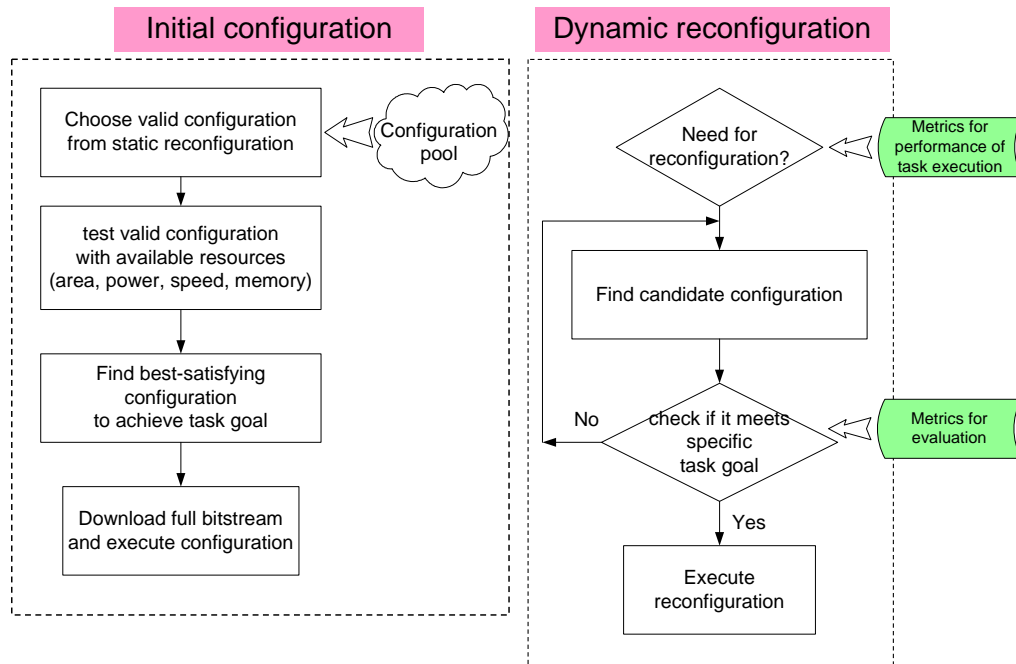 Initial configuration
Choose valid configuration
from static reconfiguration
Configuration
pool
test valid configuration
with available resources
(area, power, speed, memory)
Find best-satisfying
configuration
to achieve task goal
Download full bitstream
and execute configuration
Dynamic reconfiguration
Need for
reconfiguration?
Metrics for
performance of
task execution
Find candidate configuration
No
check if it meets
specific
task goal
Metrics for
evaluation
Yes
Execute
reconfiguration